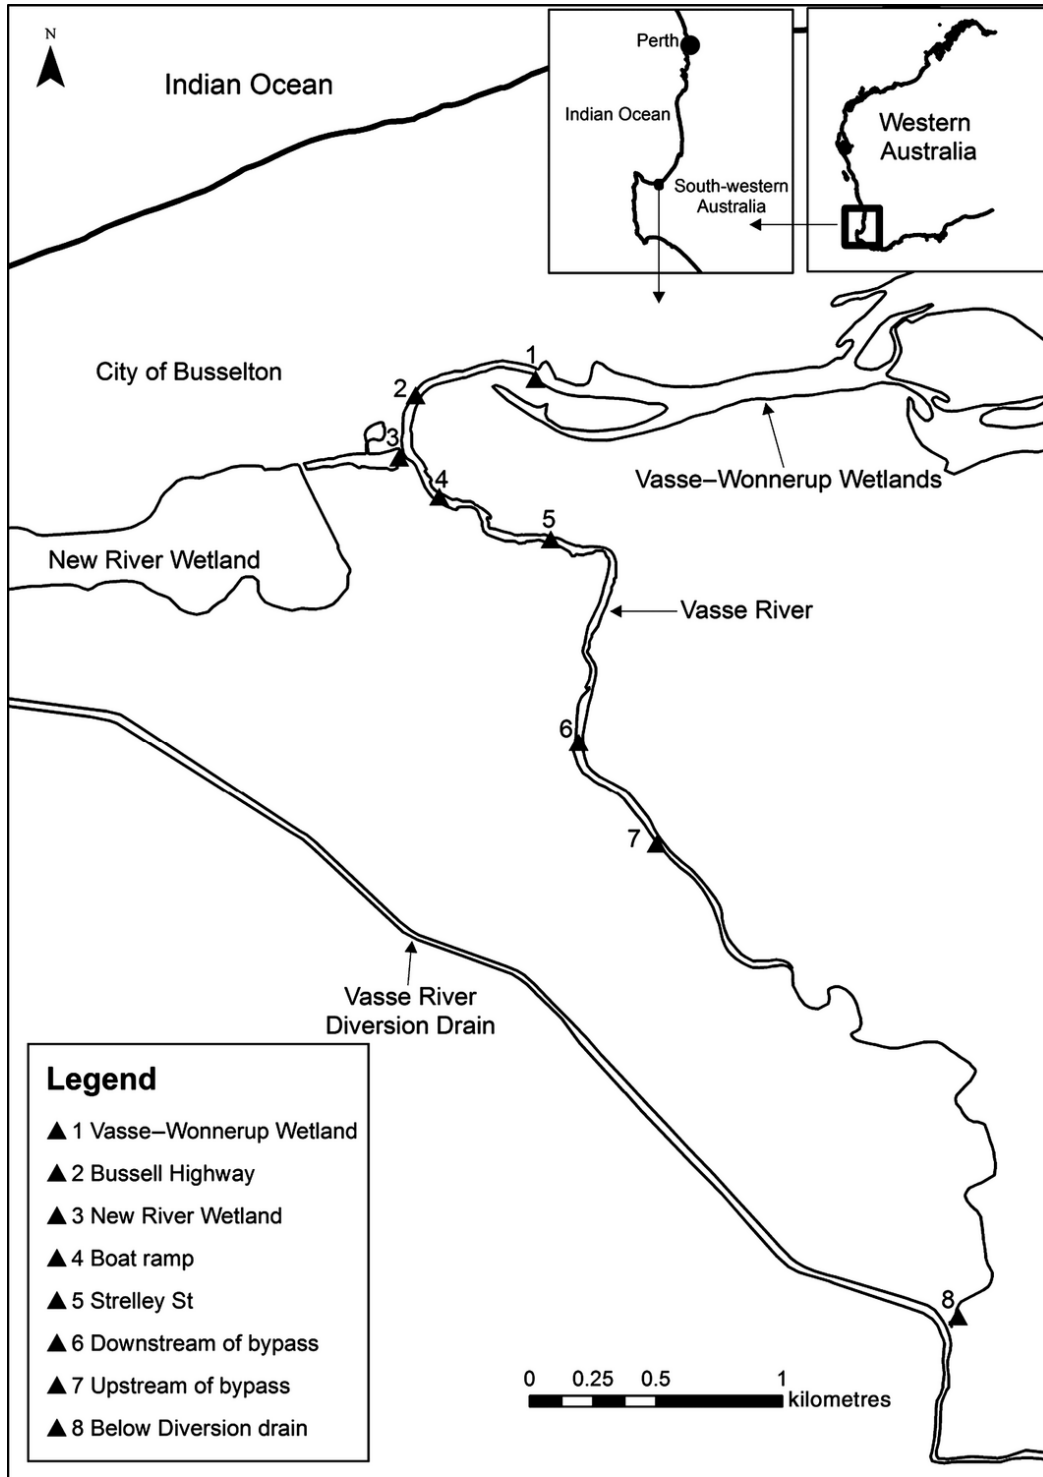 N
Indian Ocean
Perth
Indian Ocean
South-western
Australia
Western
Australia
City of Busselton
1
2
3
4
5
Vasse–Wonnerup Wetlands
New River Wetland
Vasse River
6
7
Vasse River
Diversion Drain
8
Legend
1 Vasse–Wonnerup Wetland
2 Bussell Highway
3 New River Wetland
4 Boat ramp
5 Strelley St
6 Downstream of bypass
7 Upstream of bypass
8 Below Diversion drain
0 0.25 0.5 1
kilometres